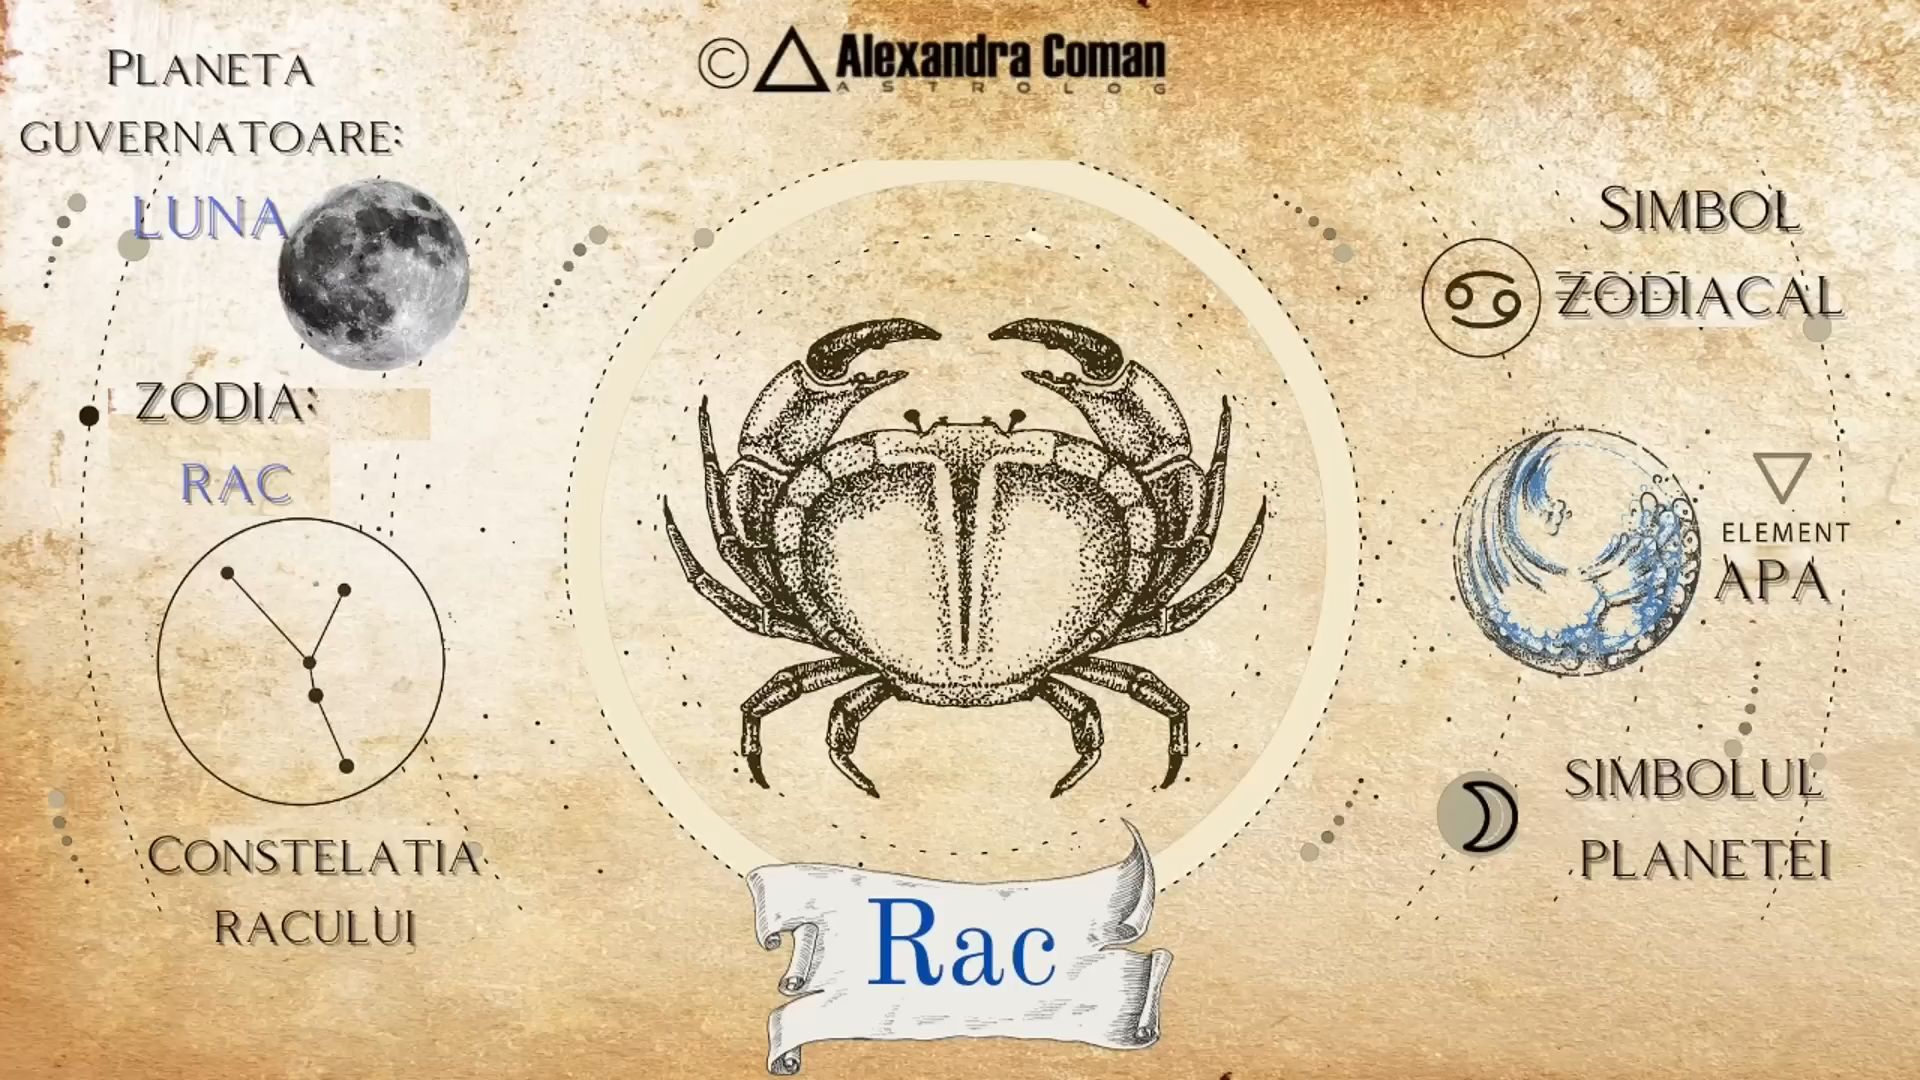 © Alexandra Coman
ASTROLOG
PLANETA
GUVERNATOARE:
LUNA
ZODIA:
RAC
CONSTELATIA
RACULUI
SIMBOL
ZODIACAL
ELEMENT
APA
SIMBOLUL
PLANETEI
Rac